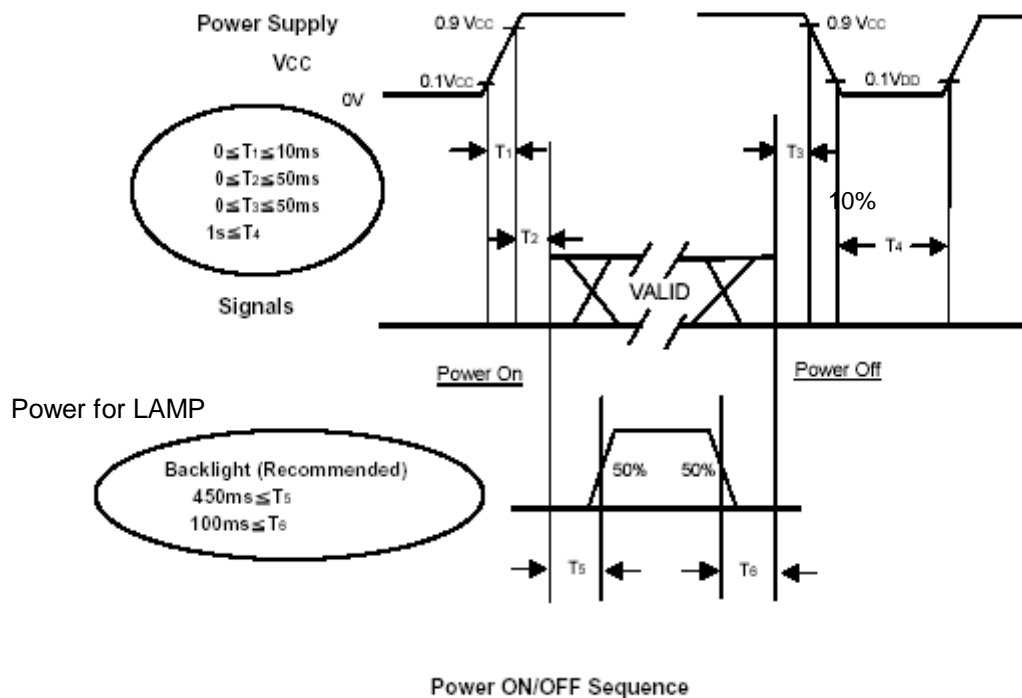 Power Supply
VCC
0.9 VCC
0.1VCC
0V
0.9 VCC
0.1VDD
0≦T1≦10ms
0≦T2≦50ms
0≦T3≦50ms
1s≦T4
T1
T3
10%
T2
T4
Signals
VALID
Power On
Power Off
Power for LAMP
Backlight (Recommended)
450ms≦T5
100ms≦T6
50%
50%
T5
T6
Power ON/OFF Sequence